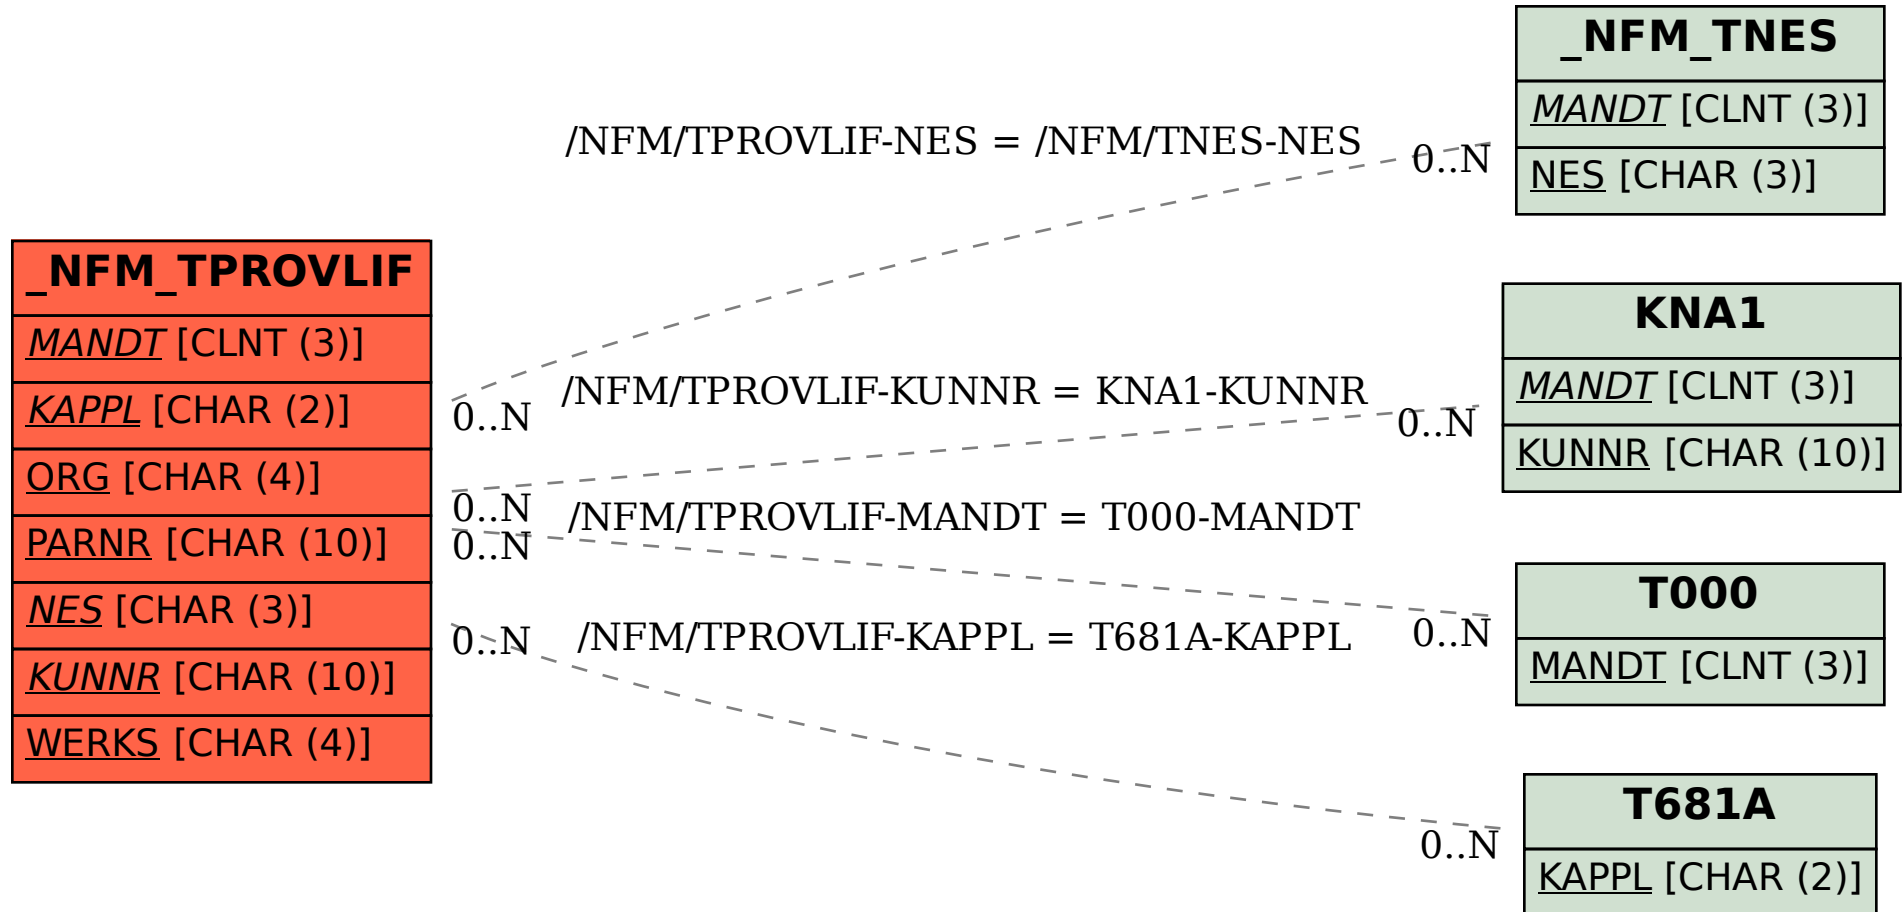 _NFM_TPROVLIF
MANDT [CLNT (3)]
KAPPL [CHAR (2)]
ORG [CHAR (4)]
PARNR [CHAR (10)]
NES [CHAR (3)]
KUNNR [CHAR (10)]
WERKS [CHAR (4)]
/NFM/TPROVLIF-NES = /NFM/TNES-NES
0..N
0..N
/NFM/TPROVLIF-KUNNR = KNA1-KUNNR
0..N
0..N
/NFM/TPROVLIF-MANDT = T000-MANDT
0..N
0..N
/NFM/TPROVLIF-KAPPL = T681A-KAPPL
0..N
0..N
_NFM_TNES
MANDT [CLNT (3)]
NES [CHAR (3)]
KNA1
MANDT [CLNT (3)]
KUNNR [CHAR (10)]
T000
MANDT [CLNT (3)]
T681A
KAPPL [CHAR (2)]